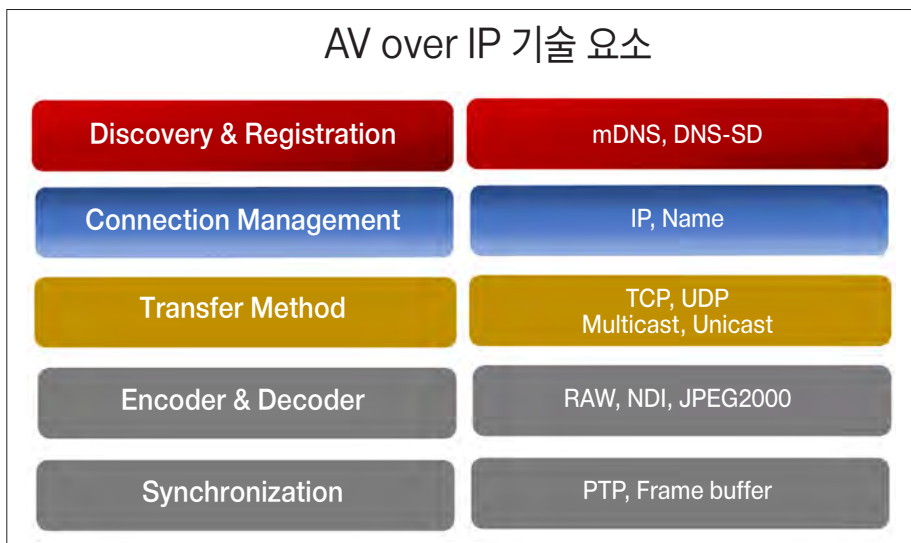 AV over IP 기술 요소
Discovery & Registration
mDNS, DNS-SD
Connection Management
IP, Name
Transfer Method
TCP, UDP
Multicast, Unicast
Encoder & Decoder
RAW, NDI, JPEG2000
Synchronization
PTP, Frame buffer